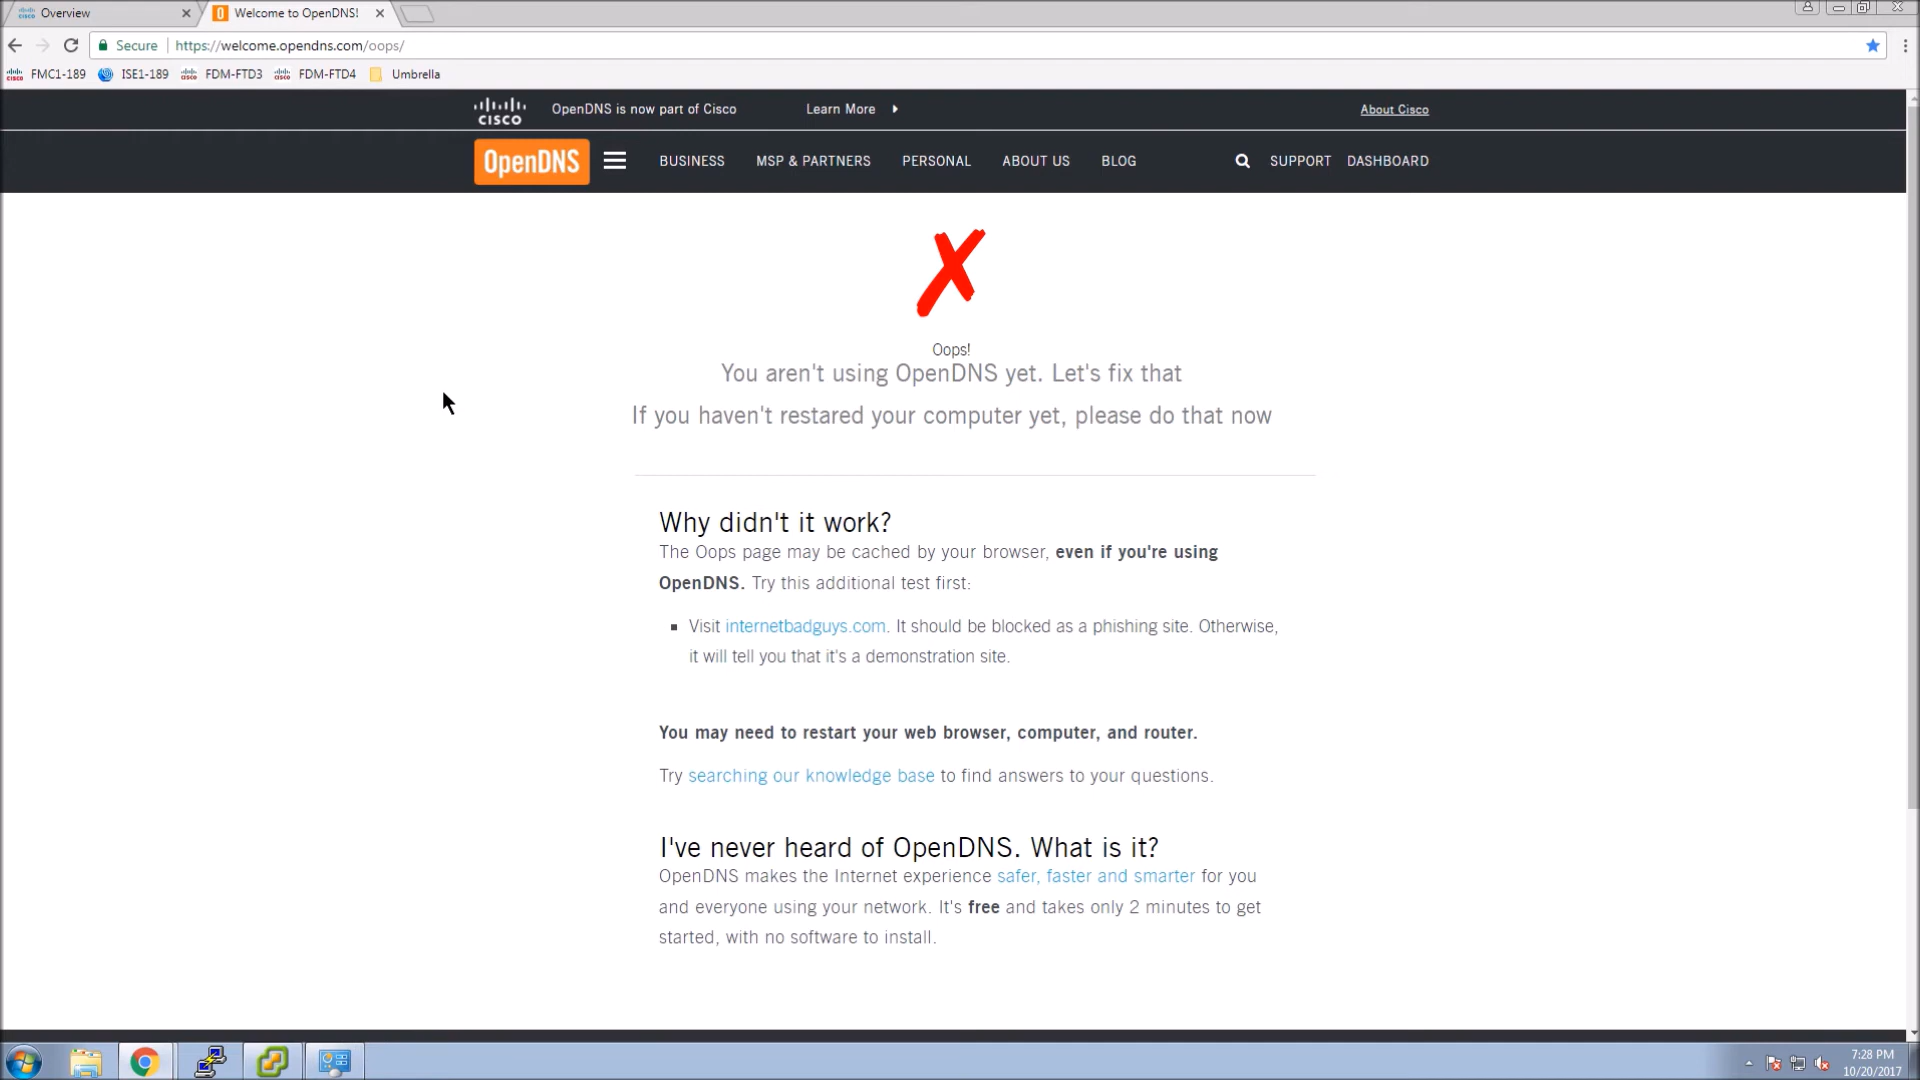 Overview
Welcome to OpenDNS!
Secure
https://welcome.opendns.com/oops/
FMC1-189
ISE1-189
FDM-FTD3
FDM-FTD4
Umbrella
CISCO
OpenDNS is now part of Cisco
Learn More
About Cisco
OpenDNS
BUSINESS
MSP & PARTNERS
PERSONAL
ABOUT US
BLOG
SUPPORT
DASHBOARD
Oops!
You aren't using OpenDNS yet. Let's fix that
If you haven't restared your computer yet, please do that now
Why didn't it work?
The Oops page may be cached by your browser, even if you're using
OpenDNS. Try this additional test first:
Visit internetbadguys.com. It should be blocked as a phishing site. Otherwise,
it will tell you that it's a demonstration site.
You may need to restart your web browser, computer, and router.
Try searching our knowledge base to find answers to your questions.
I've never heard of OpenDNS. What is it?
OpenDNS makes the Internet experience safer, faster and smarter for you
and everyone using your network. It's free and takes only 2 minutes to get
started, with no software to install.
7:28 PM
10/20/2017